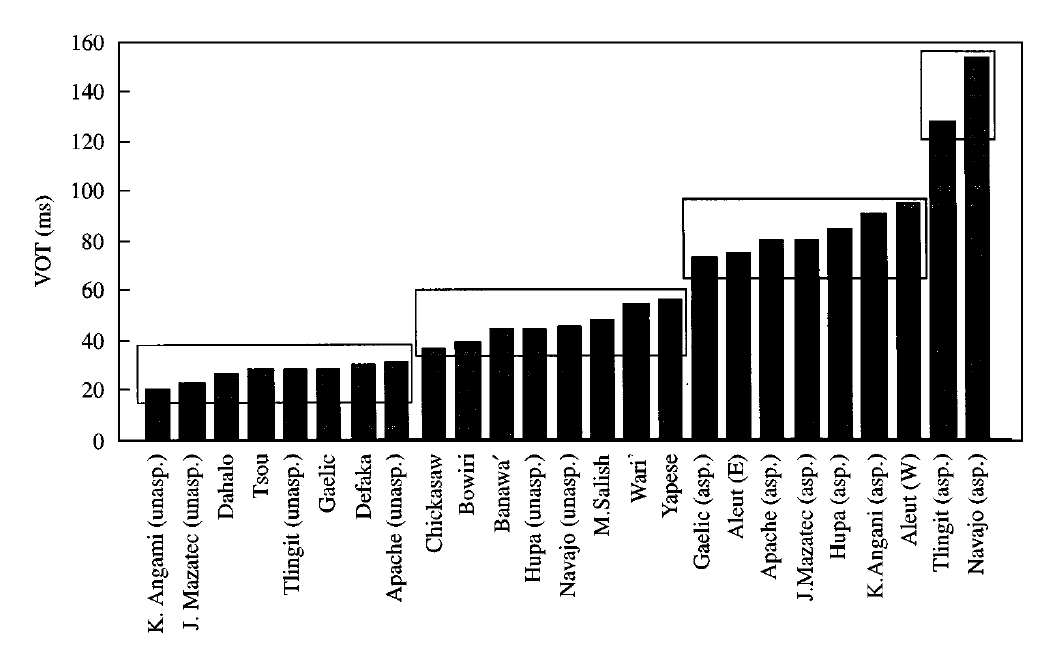 160
140
120
100
80
60
40
20
0
VOT (ms)
K. Angami (unasp.)
J. Mazatec (unasp.)
Dahalo
Tsou
Tlingit (unasp.)
Gaelic
Defaka
Apache (unasp.)
Chickasaw
Bowiri
Banawa´
Hupa (unasp.)
Navajo (unasp.)
M.Salish
Wari'
Yapese
Gaelic (asp.)
Aleut (E)
Apache (asp.)
J.Mazatec (asp.)
Hupa (asp.)
K.Angani (asp.)
Aleut (W)
Tlingit (asp.)
Navajo (asp.)